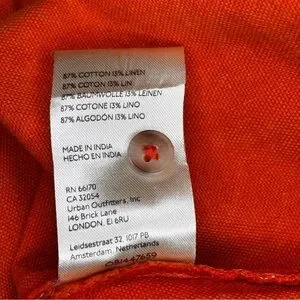 87% COTTON 13% LINEN
87% COTON 13% LIN
87% BAUMWOLLE 13% LEINEN
87% COTONE 13% LINO
87% ALGODÓN 13% LINO
MADE IN INDIA
HECHO EN INDIA
RN 66170
CA 32054
Urban Outfitters, Inc
146 Brick Lane
LONDON, E1 6RU
Leidsestraat 32, 1017 PB
Amsterdam, Netherlands